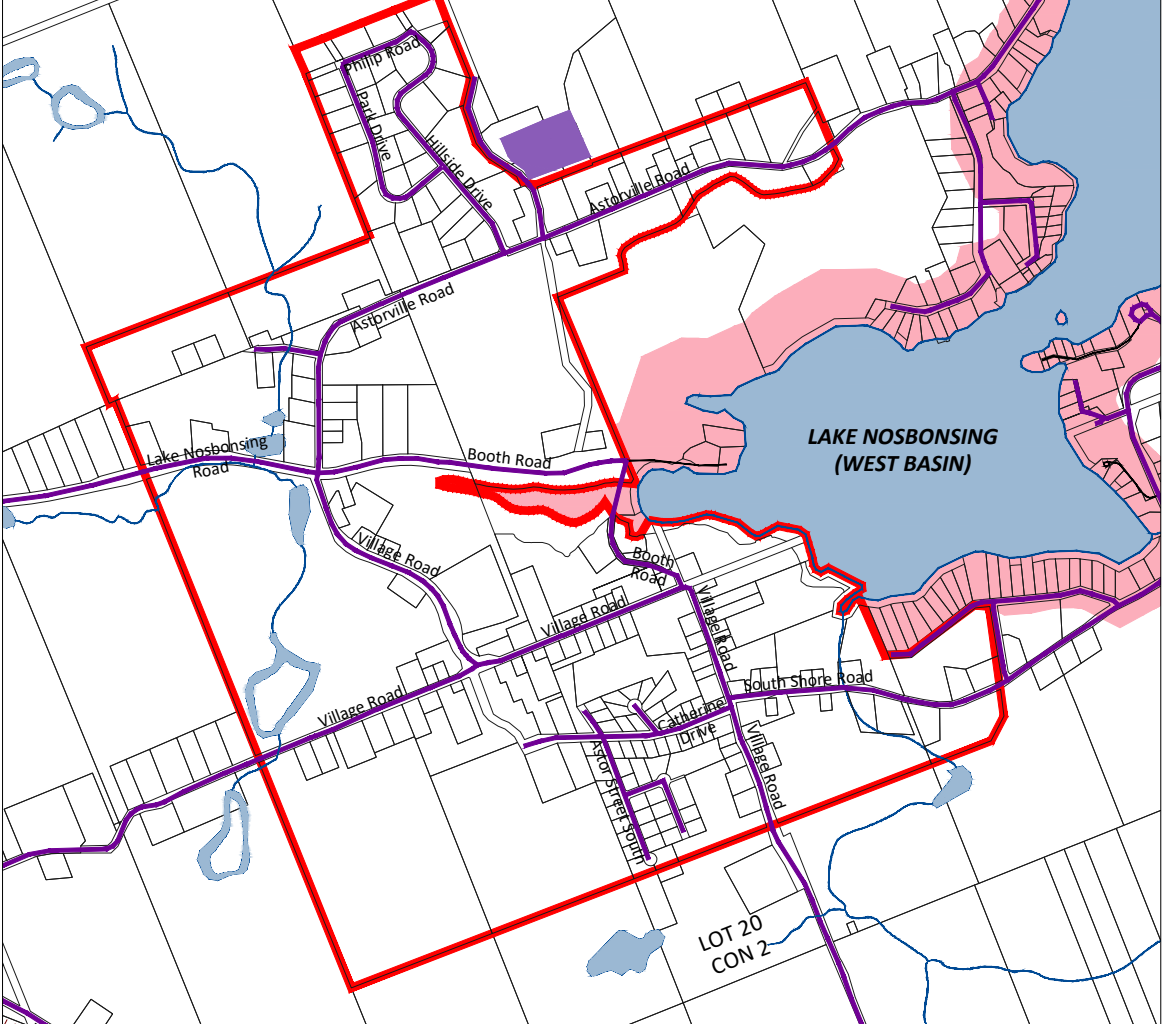 Philip Road
Park Drive
Hillside Drive
Astorville Road
Astorville Road
Lake Nosbonsing
Road
Booth Road
LAKE NOSBONSING
(WEST BASIN)
Village Road
Booth
Road
Village Road
Village Road
South Shore Road
Village Road
Catherine
Drive
Astor Street South
Village Road
LOT 20
CON 2